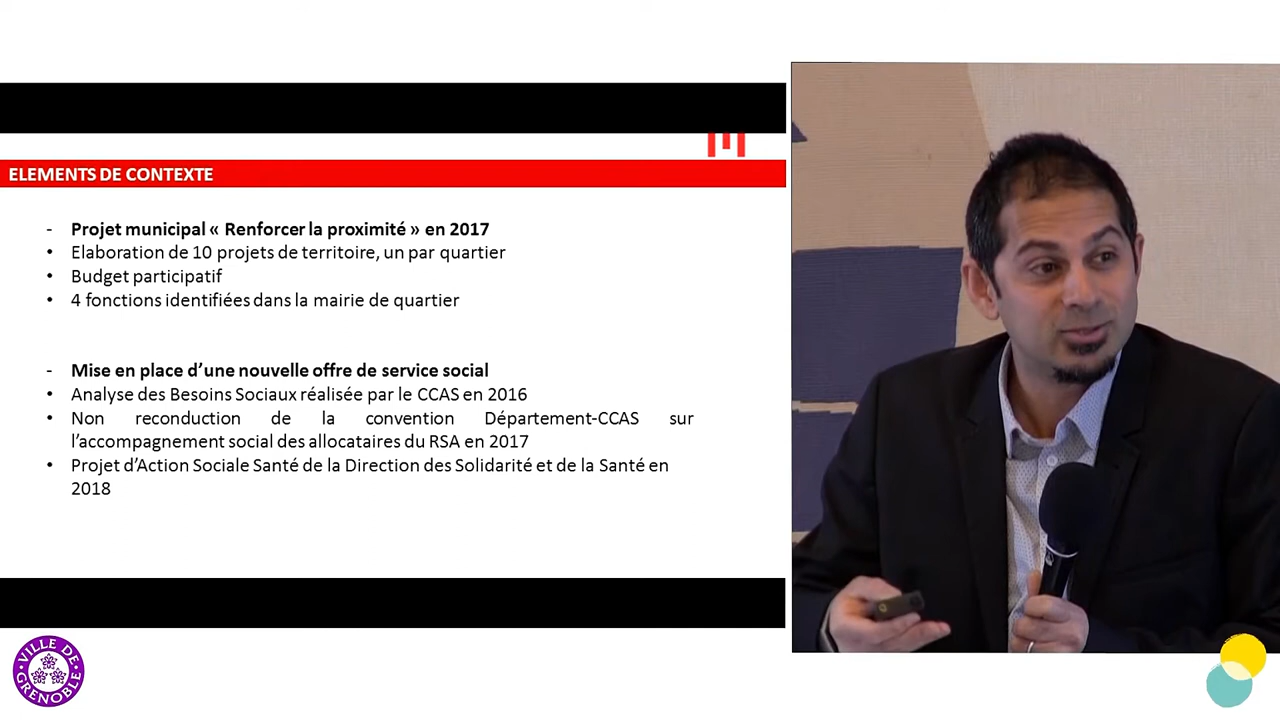 ELEMENTS DE CONTEXTE
- Projet municipal « Renforcer la proximité » en 2017
• Elaboration de 10 projets de territoire, un par quartier
• Budget participatif
• 4 fonctions identifiées dans la mairie de quartier
- Mise en place d’une nouvelle offre de service social
• Analyse des Besoins Sociaux réalisée par le CCAS en 2016
• Non reconduction de la convention Département-CCAS sur
l’accompagnement social des allocataires du RSA en 2017
• Projet d’Action Sociale Santé de la Direction des Solidarité et de la Santé en
2018
VILLE DE
GRENOBLE